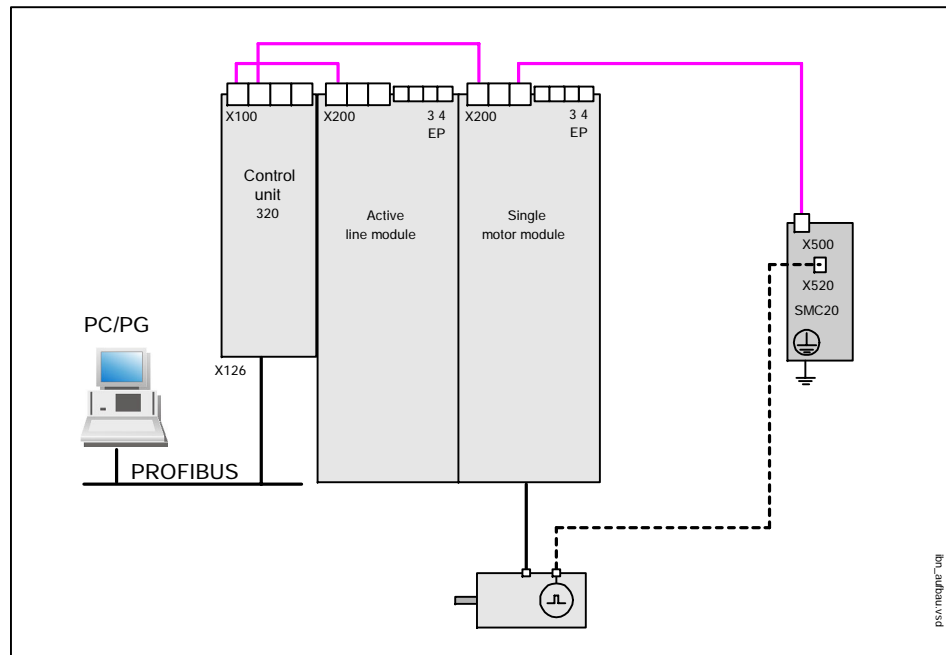 X100
X200
3 4
EP
X200
3 4
EP
Control
unit
320
Active
line module
Single
motor module
X500
X520
SMC20
PC/PG
X126
PROFIBUS
ibn_aufbau.vsd